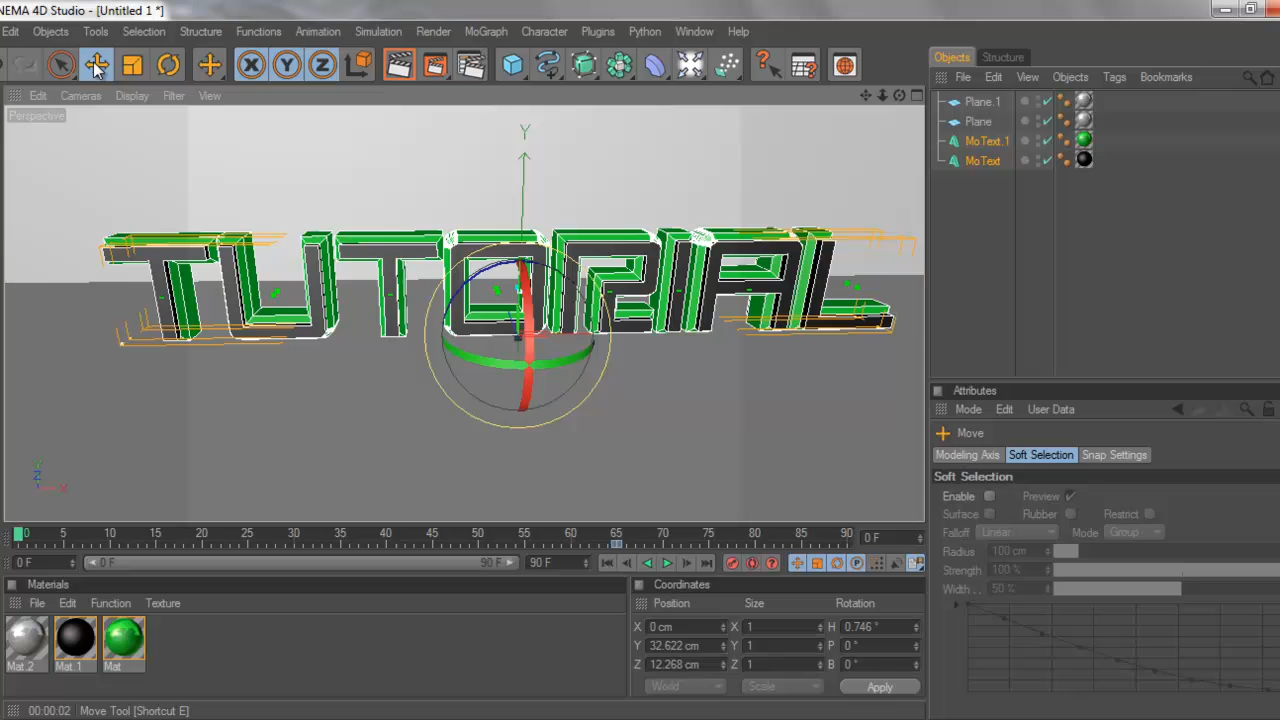 NEMA 4D Studio - [Untitled 1 *]
Edit Objects Tools Selection Structure Functions Animation Simulation Render MoGraph Character Plugins Python Window Help
X Y Z
Edit Cameras Display Filter View
Perspective
Y
TUTORIAL
Y
Z
X
0 5 10 15 20 25 30 35 40 45 50 55 60 65 70 75 80 85 90 0 F
0 F 0 F 90 F 90 F
Materials
File Edit Function Texture
Mat.2 Mat.1 Mat
Coordinates
Position Size Rotation
X 0 cm X 1 H 0.746 °
Y 32.622 cm Y 1 P 0 °
Z 12.268 cm Z 1 B 0 °
World Scale Apply
00:00:02 Move Tool [Shortcut E]
Objects Structure
File Edit View Objects Tags Bookmarks
Plane.1
Plane
MoText.1
MoText
Attributes
Mode Edit User Data
Move
Modeling Axis Soft Selection Snap Settings
Soft Selection
Enable Preview
Surface Rubber Restrict
Falloff Linear Mode Group
Radius 100 cm
Strength 100 %
Width . . 50 %